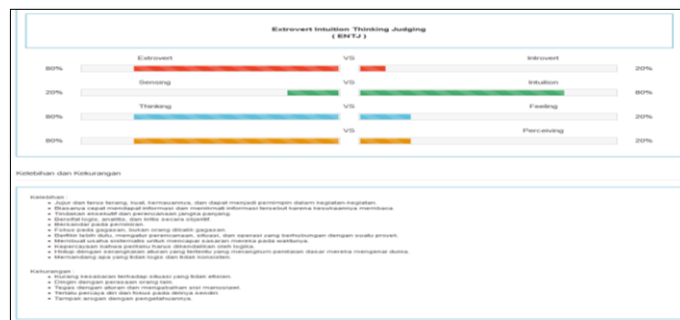 Extrovert Intuition Thinking Judging
( ENTJ )
Extrovert VS Introvert
80% 20%
Sensing VS Intuition
20% 80%
Thinking VS Feeling
80% 20%
VS Perceiving
80% 20%
Kelebihan dan Kekurangan
Kelebihan :
Jujur dan terus terang, kuat, kemauannya, dan dapat menjadi pemimpin dalam kegiatan-kegiatan.
Biasanya cepat mendapat informasi dan menikmati informasi tersebut karena kesukaannya membaca.
Tindakan eksekutif dan perencanaan jangka panjang.
Bersifat logis, analitis, dan kritis secara objektif.
Bersandar pada pemikiran.
Fokus pada gagasan, bukan orang dibalik gagasan.
Berfikir lebih dulu, mengatur perencanaan, situasi, dan operasi yang berhubungan dengan suatu proyek.
Membuat usaha sistematis untuk mencapai sasaran mereka pada waktunya.
Kepercayaan bahwa perilaku harus dikendalikan oleh logika.
Hidup dengan serangkaian aturan yang tertentu yang merangkum penilaian dasar mereka mengenai dunia.
Memandang apa yang tidak logis dan tidak konsisten.
Kekurangan :
Kurang kesabaran terhadap situasi yang tidak efisien.
Dingin dengan perasaan orang lain.
Tegas dengan aturan dan mengabaikan sisi manusiawi.
Terlalu percaya diri dan fokus pada dirinya sendiri.
Tampak arogan dengan pengetahuannya.